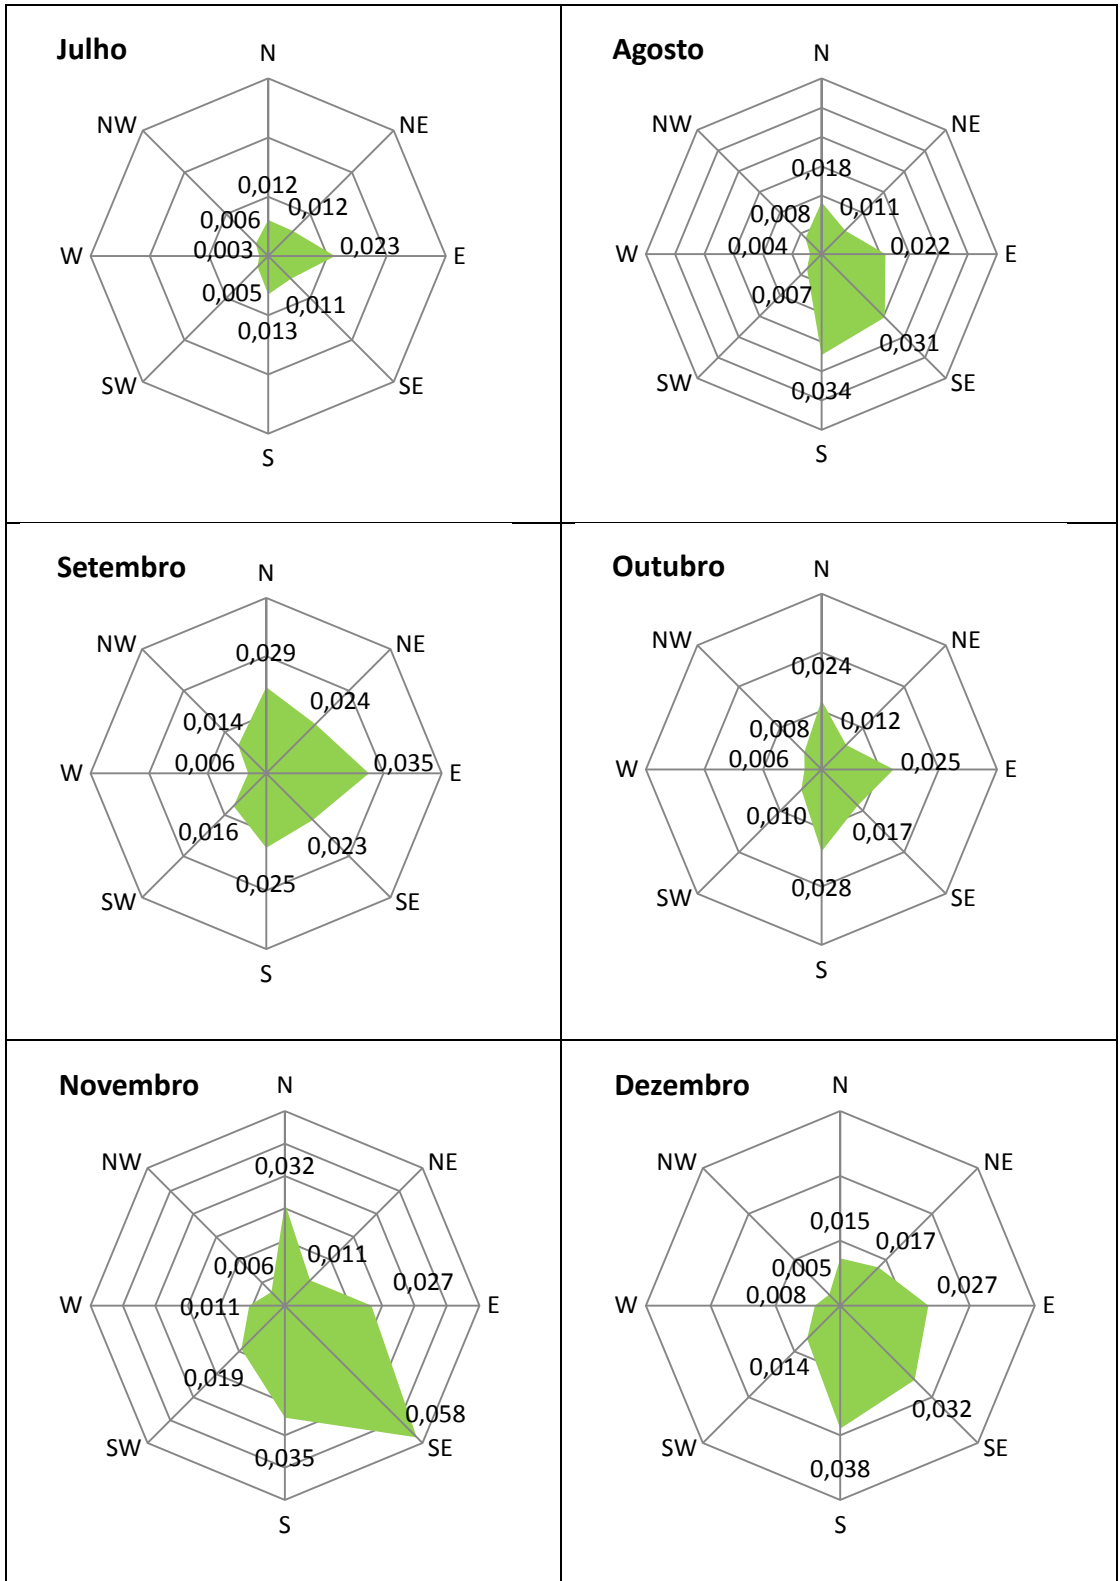 Julho
N
NW
NE
0,012
0,006
0,012
W
0,003
0,023
E
0,005
0,011
0,013
SW
SE
S
Agosto
N
NW
NE
0,018
0,008
0,011
W
0,004
0,022
E
0,007
0,031
0,034
SW
SE
S
Setembro
N
NW
NE
0,029
0,024
0,014
W
0,006
0,035
E
0,016
0,023
0,025
SW
SE
S
Outubro
N
NW
NE
0,024
0,012
0,008
W
0,006
0,025
E
0,010
0,017
0,028
SW
SE
S
Novembro
N
NW
NE
0,032
0,011
0,006
0,027
W
0,011
E
0,019
0,058
0,035
SW
SE
S
Dezembro
N
NW
NE
0,015
0,017
0,005
0,027
W
0,008
E
0,014
0,032
0,038
SW
SE
S